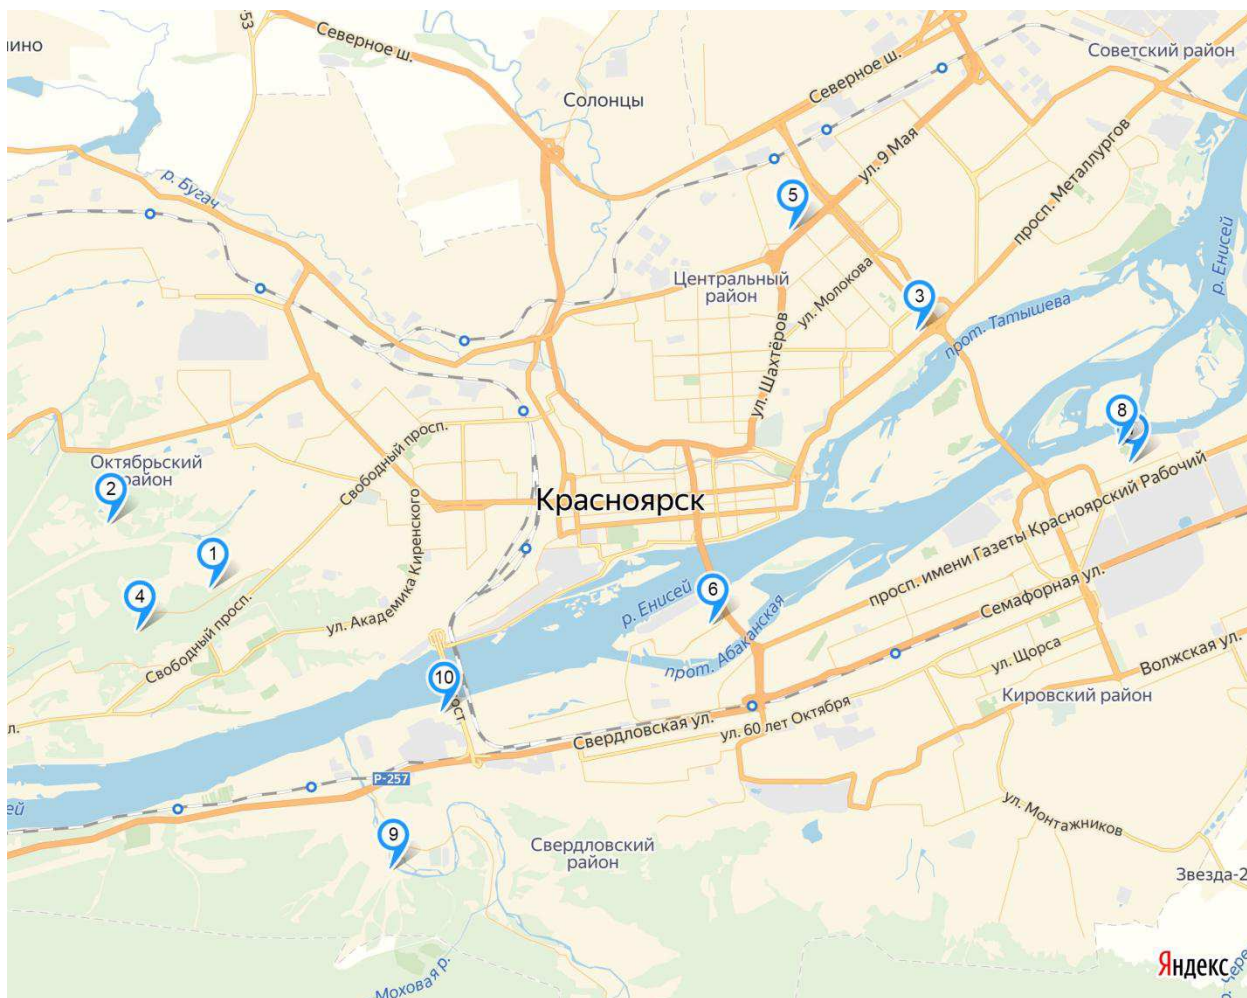 -53
ино
Северное ш.
Советский район
Солонцы
Северное ш.
ул. 9 Мая
просп. Металлургов
р. Бугач
5
р. Енисей
Центральный
район
ул. Молокова
3
прот. Татышева
ул. Шахтёров
8
Свободный просп.
Октябрьский
район
2
Красноярск
просп. имени Газеты Красноярский Рабочий
ул. Академика Киренского
1
4
6
р. Енисей
Семафорная ул.
прот. Абаканская
Свободный просп.
ул. Щорса
Волжская ул.
10
ост
Кировский район
л.
Свердловская ул.
ул. 60 лет Октября
Р-257
ей
ул. Монтажников
9
Свердловский
район
Звезда-2
Яндекс
Моховая р.
р. Чере